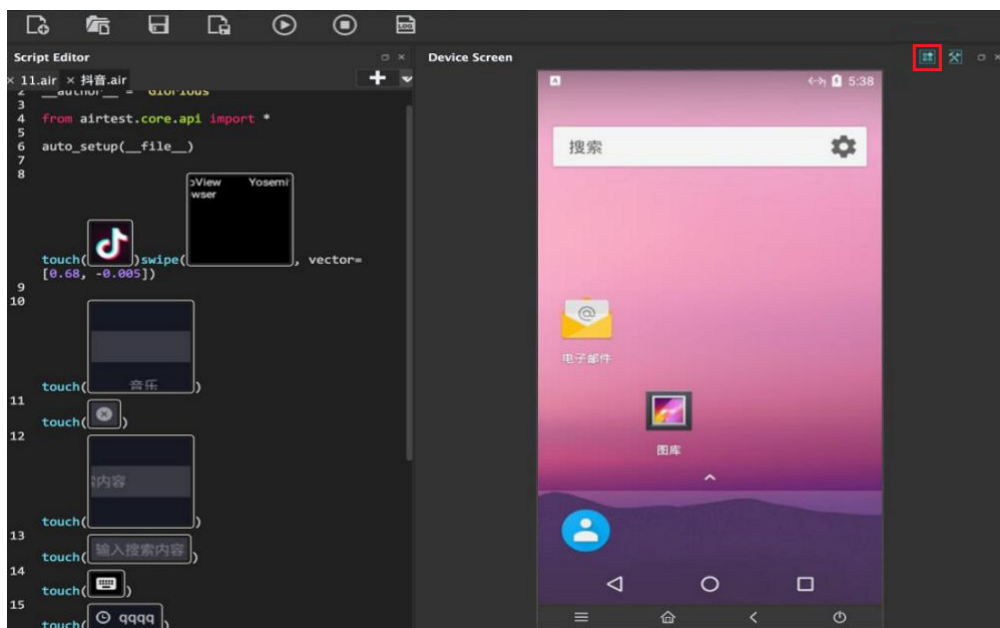 LOG
Script Editor
Device Screen
× 11.air × 抖音.air
2 __author__ = "Glorious"
3
4 from airtest.core.api import *
5
6 auto_setup(__file__)
7
8
oView Yosemi
wser
touch( )swipe( , vector=
[0.68, -0.005])
9
10
音乐
touch( )
11
touch( )
12
内容
touch( )
13
touch( 输入搜索内容 )
14
touch( )
15
touch( qqqq )
A
5:38
搜索
@
电子邮件
图库